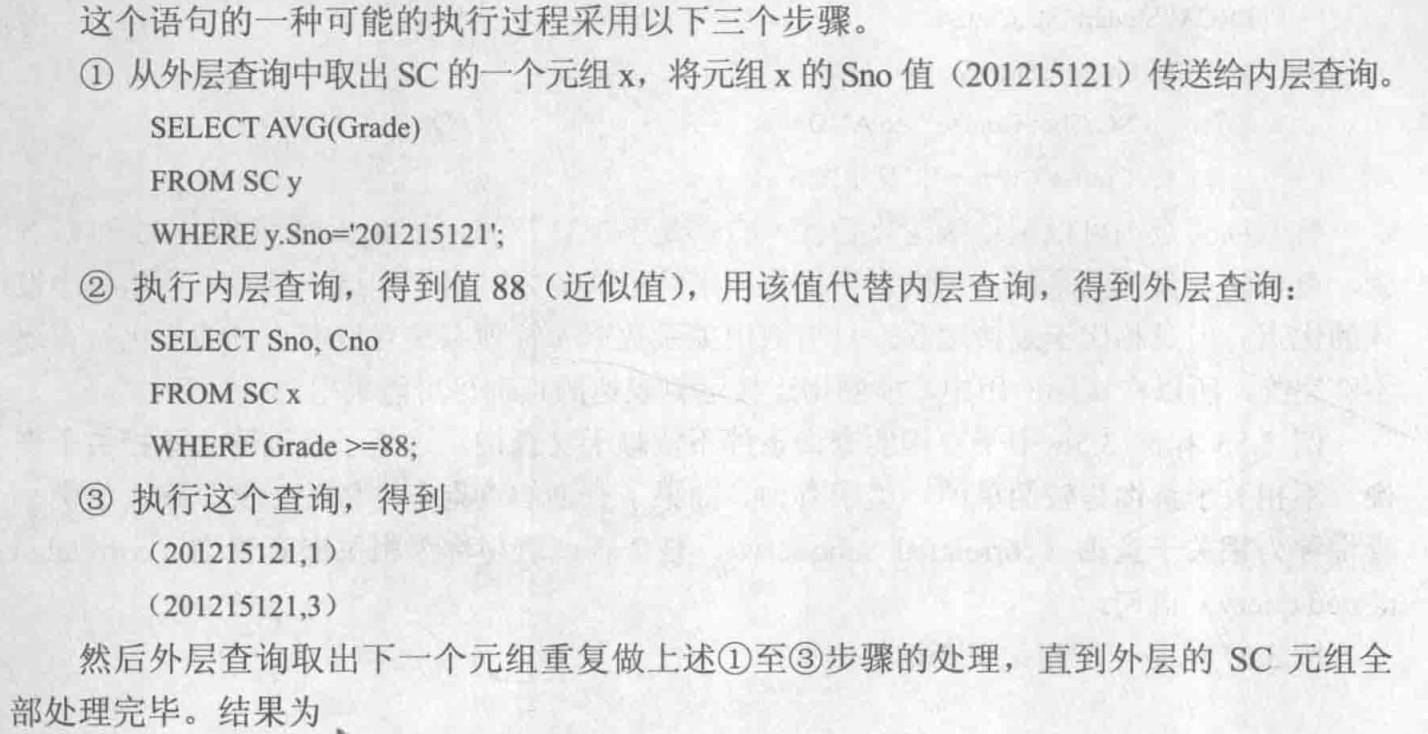 这个语句的一种可能的执行过程采用以下三个步骤。
① 从外层查询中取出 SC 的一个元组 x，将元组 x 的 Sno 值（201215121）传送给内层查询。
SELECT AVG(Grade)
FROM SC y
WHERE y.Sno='201215121';
② 执行内层查询，得到值 88（近似值），用该值代替内层查询，得到外层查询：
SELECT Sno, Cno
FROM SC x
WHERE Grade >=88;
③ 执行这个查询，得到
（201215121,1）
（201215121,3）
然后外层查询取出下一个元组重复做上述①至③步骤的处理，直到外层的 SC 元组全
部处理完毕。结果为